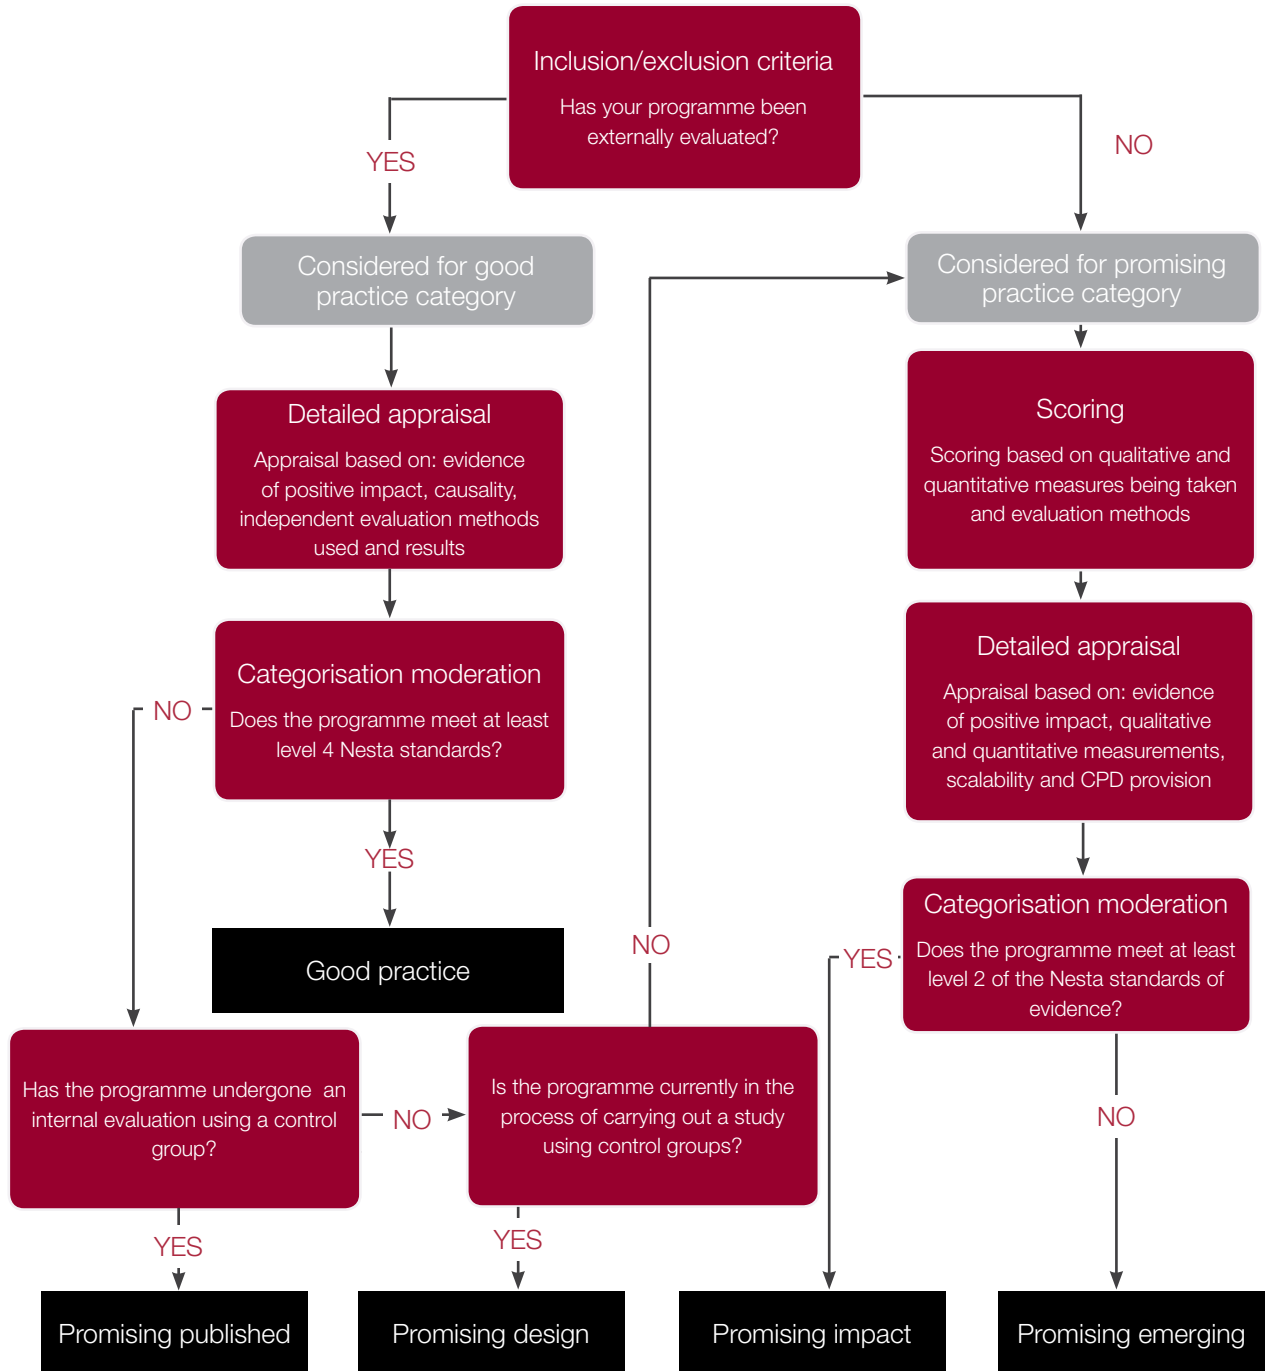 Inclusion/exclusion criteria
Has your programme been
externally evaluated?
YES
NO
Considered for good
practice category
Considered for promising
practice category
Detailed appraisal
Appraisal based on: evidence
of positive impact, causality,
independent evaluation methods
used and results
Scoring
Scoring based on qualitative and
quantitative measures being taken
and evaluation methods
Categorisation moderation
Does the programme meet at least
level 4 Nesta standards?
NO
YES
Good practice
Detailed appraisal
Appraisal based on: evidence
of positive impact, qualitative
and quantitative measurements,
scalability and CPD provision
Categorisation moderation
Does the programme meet at least
level 2 of the Nesta standards of
evidence?
NO
YES
Has the programme undergone an
internal evaluation using a control
group?
NO
Is the programme currently in the
process of carrying out a study
using control groups?
NO
YES
YES
Promising published
Promising design
Promising impact
Promising emerging